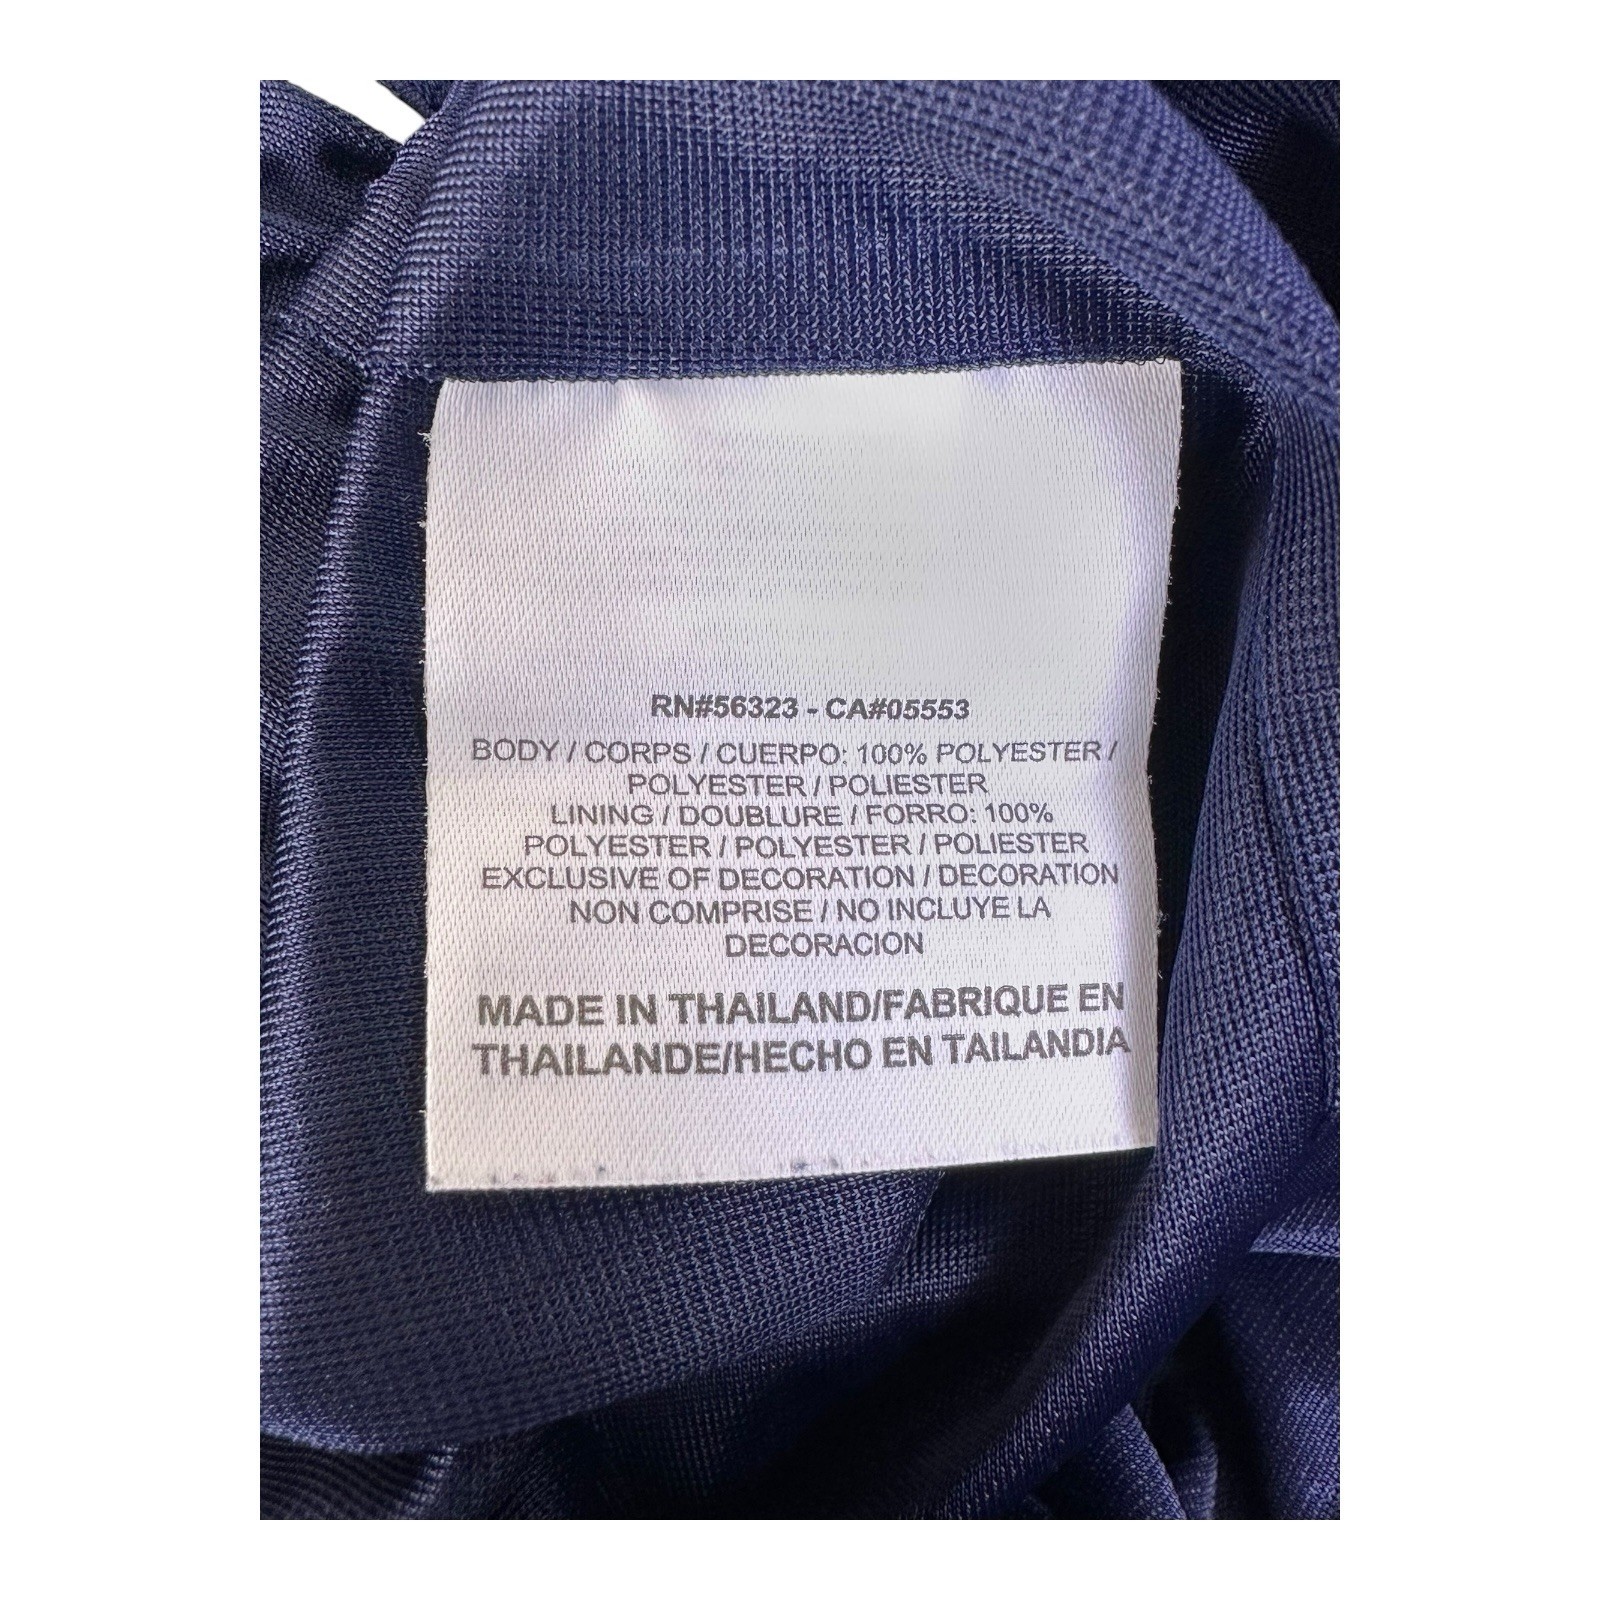 RN#56323 - CA#05553
BODY / CORPS / CUERPO: 100% POLYESTER /
POLYESTER / POLIESTER
LINING / DOUBLURE / FORRO: 100%
POLYESTER / POLYESTER / POLIESTER
EXCLUSIVE OF DECORATION / DECORATION
NON COMPRISE / NO INCLUYE LA
DECORACION
MADE IN THAILAND/FABRIQUE EN
THAILANDE/HECHO EN TAILANDIA